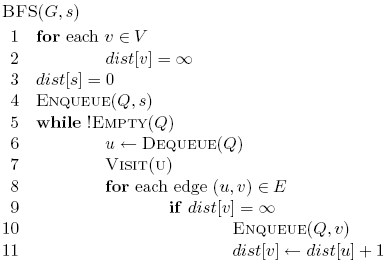 BFS(G, s)
1 for each v ∈ V
2 dist[v] = ∞
3 dist[s] = 0
4 ENQUEUE(Q, s)
5 while !EMPTY(Q)
6 u ← DEQUEUE(Q)
7 VISIT(U)
8 for each edge (u, v) ∈ E
9 if dist[v] = ∞
10 ENQUEUE(Q, v)
11 dist[v] ← dist[u] + 1